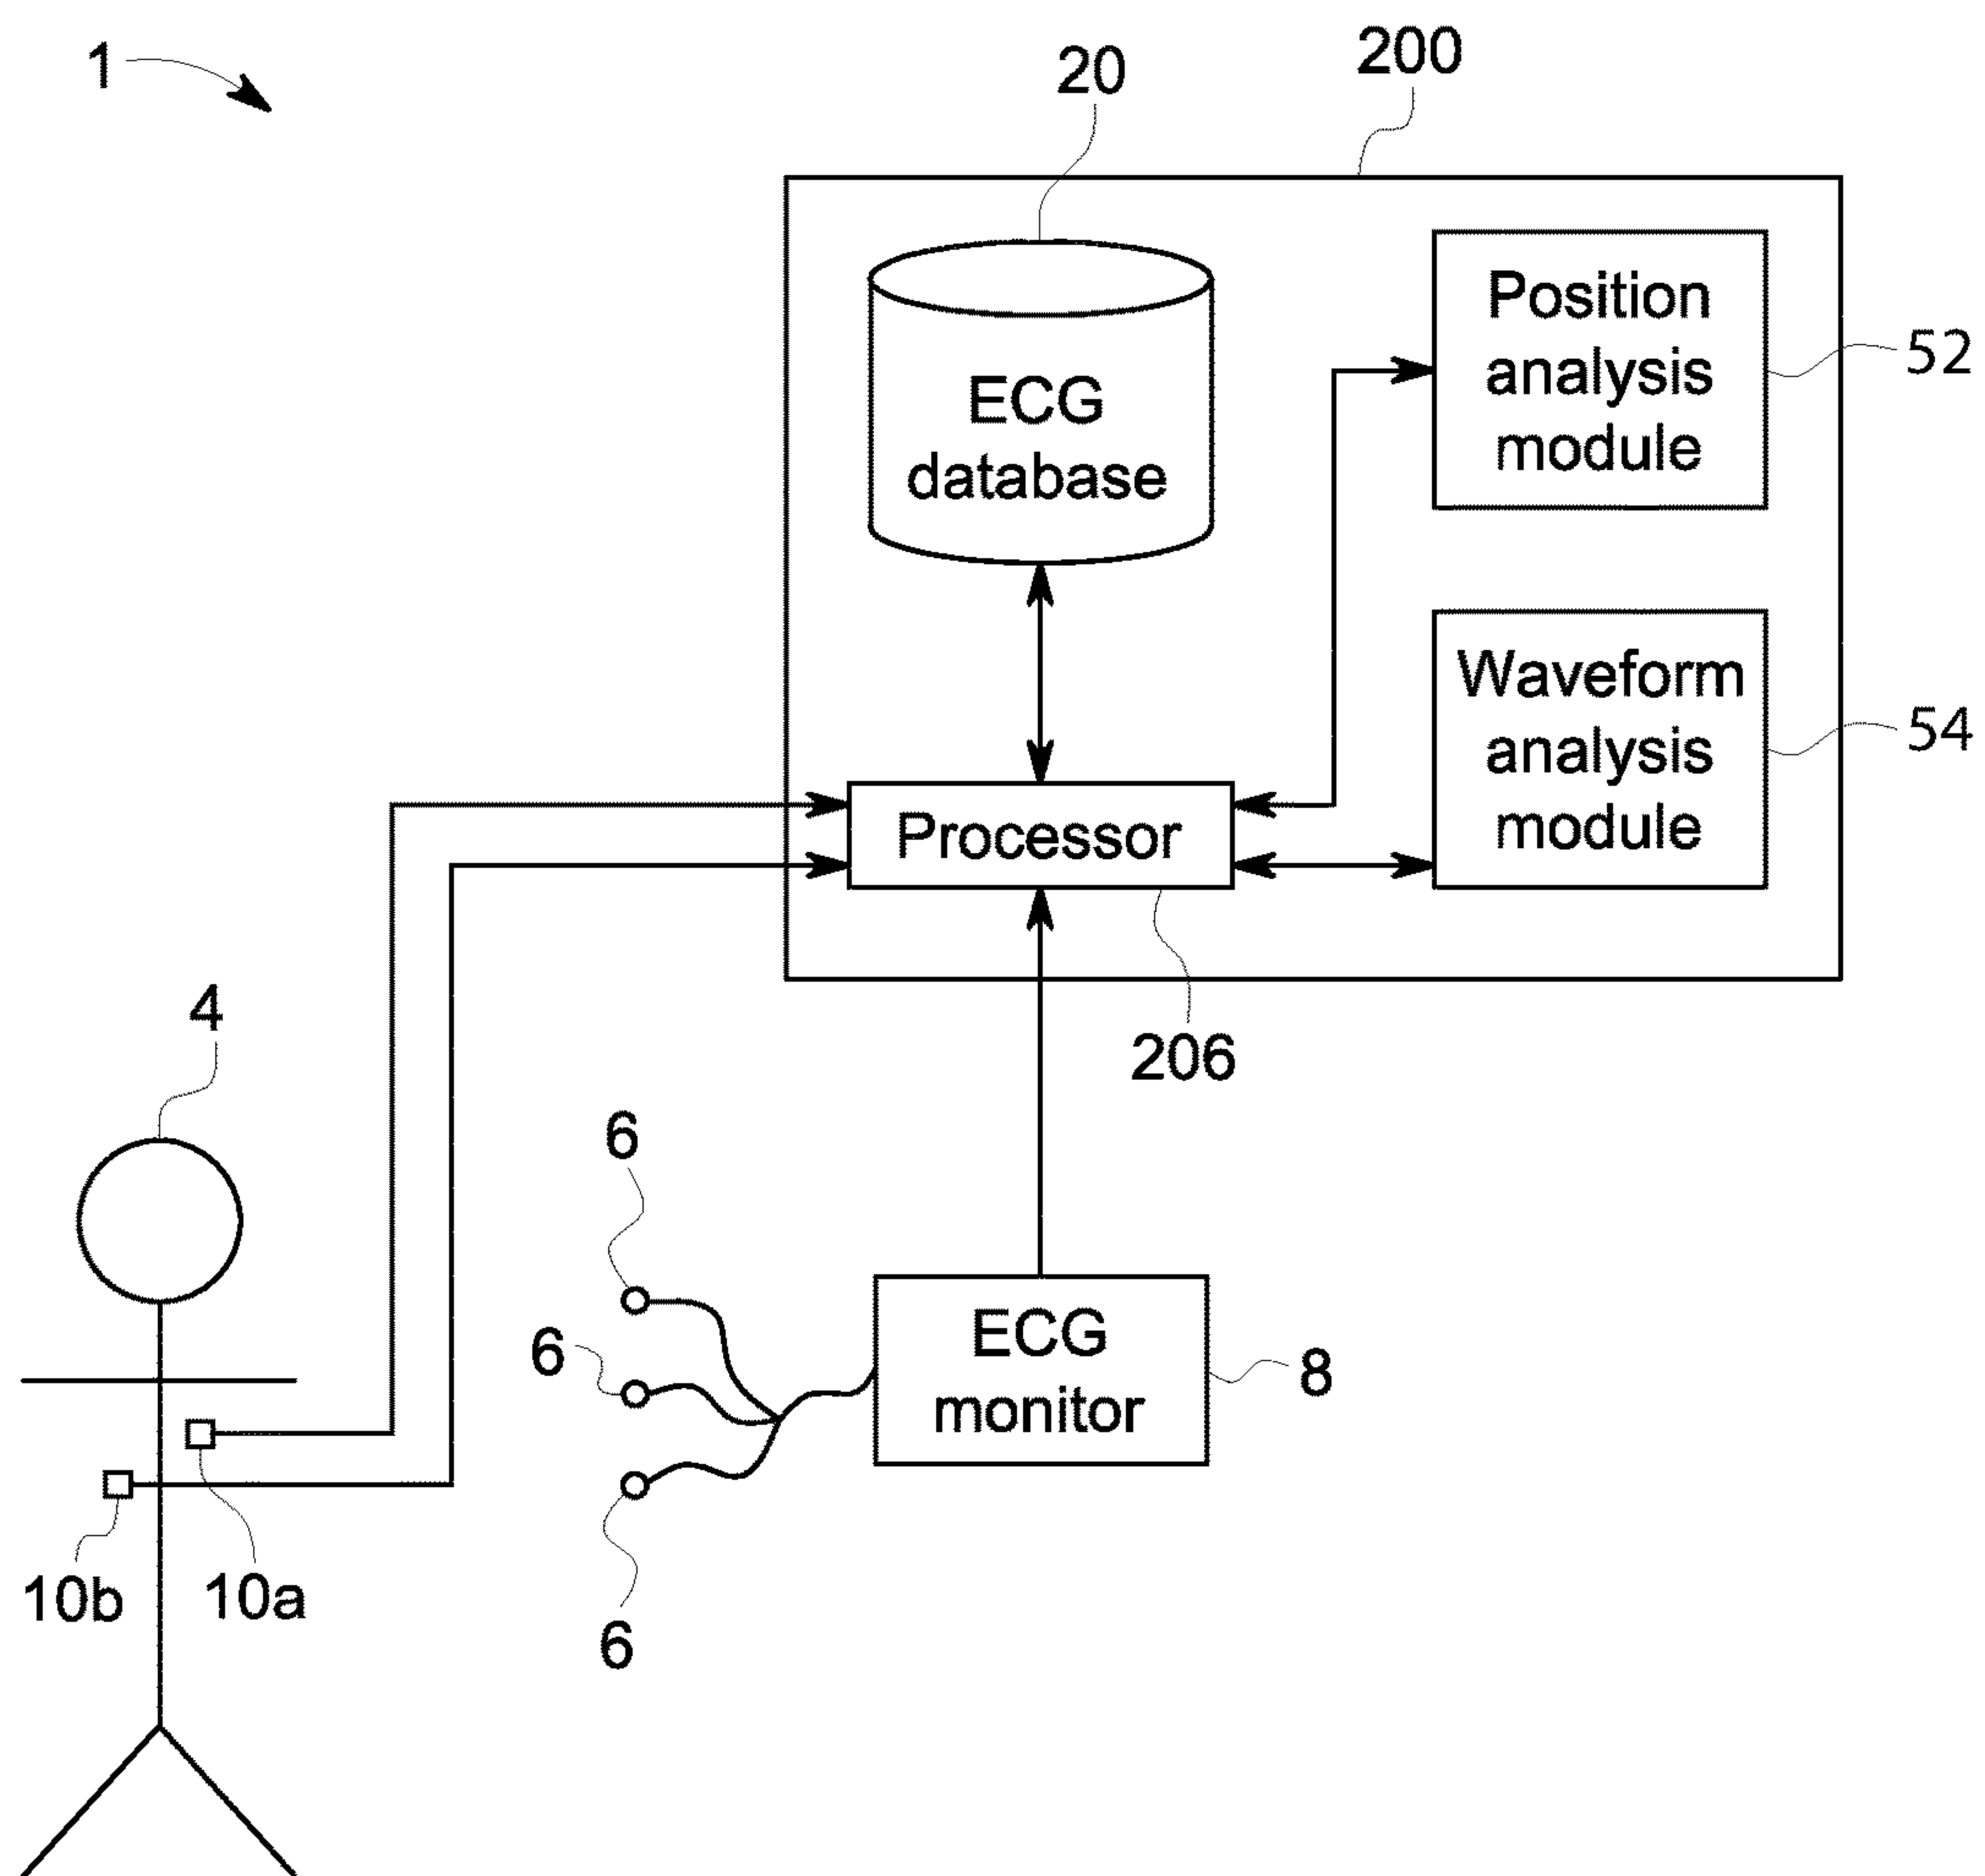 1
20
200
Position
analysis
module
52
ECG
database
Waveform
analysis
module
54
Processor
206
4
6
6
6
ECG
monitor
8
10b
10a